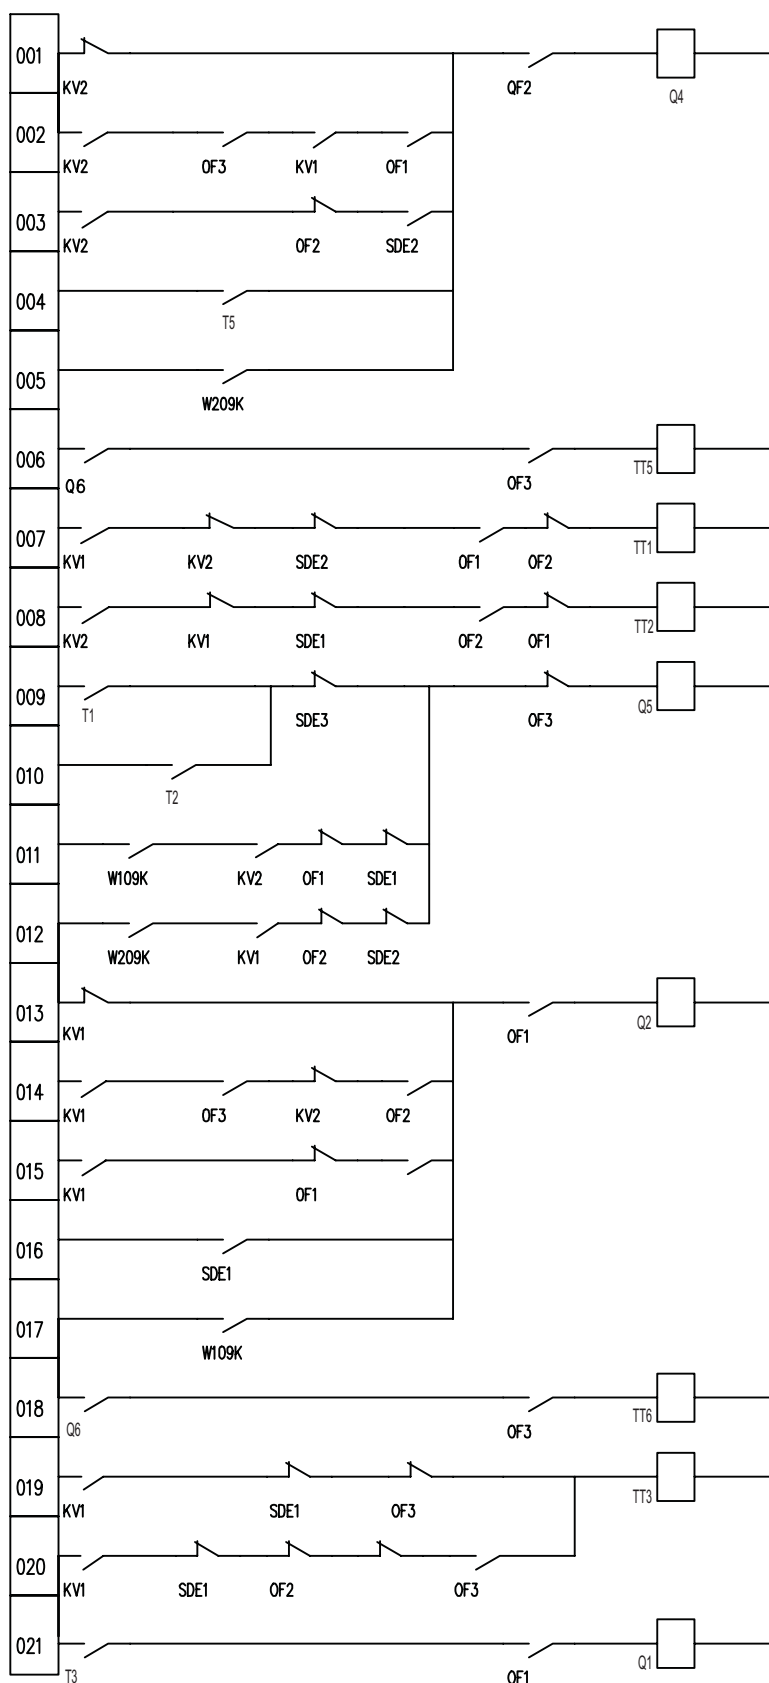 001
KV2 QF2 Q4
002
KV2 OF3 KV1 OF1
003
KV2 OF2 SDE2
004
T5
005
W209K
006
Q6 OF3 TT5
007
KV1 KV2 SDE2 OF1 OF2 TT1
008
KV2 KV1 SDE1 OF2 OF1 TT2
009
T1 SDE3 OF3 Q5
010
T2
011
W109K KV2 OF1 SDE1
012
W209K KV1 OF2 SDE2
013
KV1 OF1 Q2
014
KV1 OF3 KV2 OF2
015
KV1 OF1
016
SDE1
017
W109K
018
Q6 OF3 TT6
019
KV1 SDE1 OF3 TT3
020
KV1 SDE1 OF2 OF3
021
T3 OF1 Q1